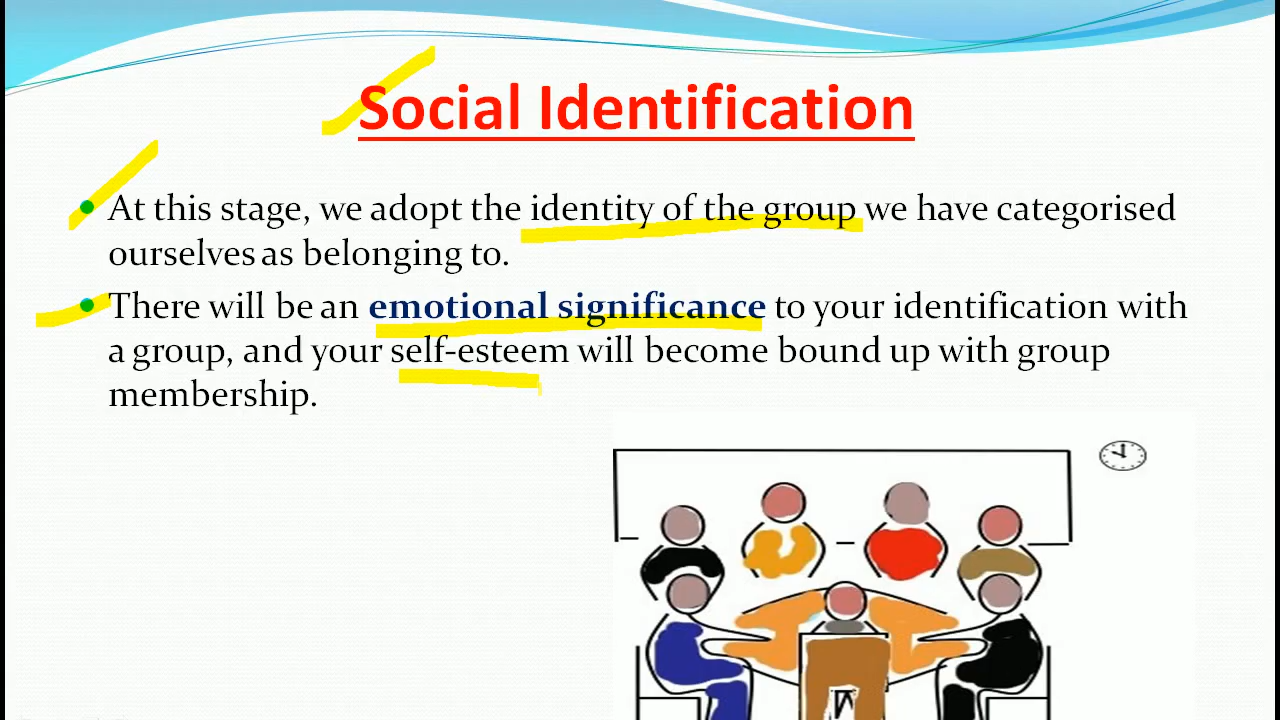 Social Identification
At this stage, we adopt the identity of the group we have categorised
ourselves as belonging to.
There will be an emotional significance to your identification with
a group, and your self-esteem will become bound up with group
membership.